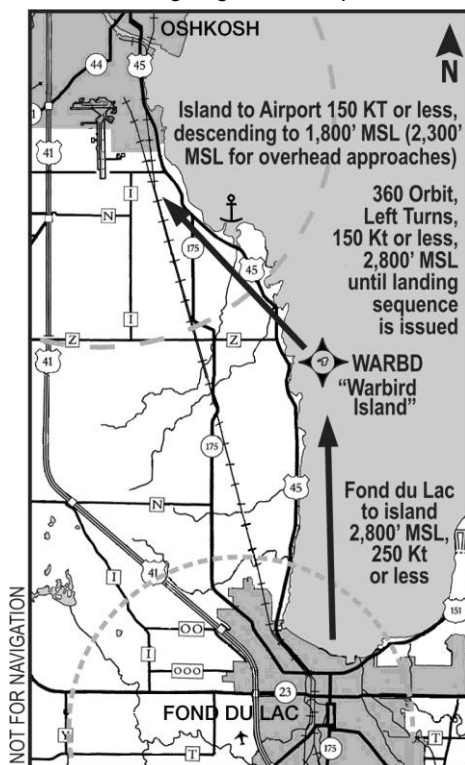 OSHKOSH
44
45
N
Island to Airport 150 KT or less,
descending to 1,800' MSL (2,300'
MSL for overhead approaches)
41
I
360 Orbit,
Left Turns,
150 Kt or less,
2,800' MSL
until landing
sequence
is issued
N
I
175
45
Z
Z
I
41
WARBD
"Warbird
Island"
175
45
N
Fond du Lac
to island
2,800' MSL,
250 Kt
or less
I
41
151
OO
I
OOO
23
FOND DU LAC
Y
T
175
T
NOT FOR NAVIGATION